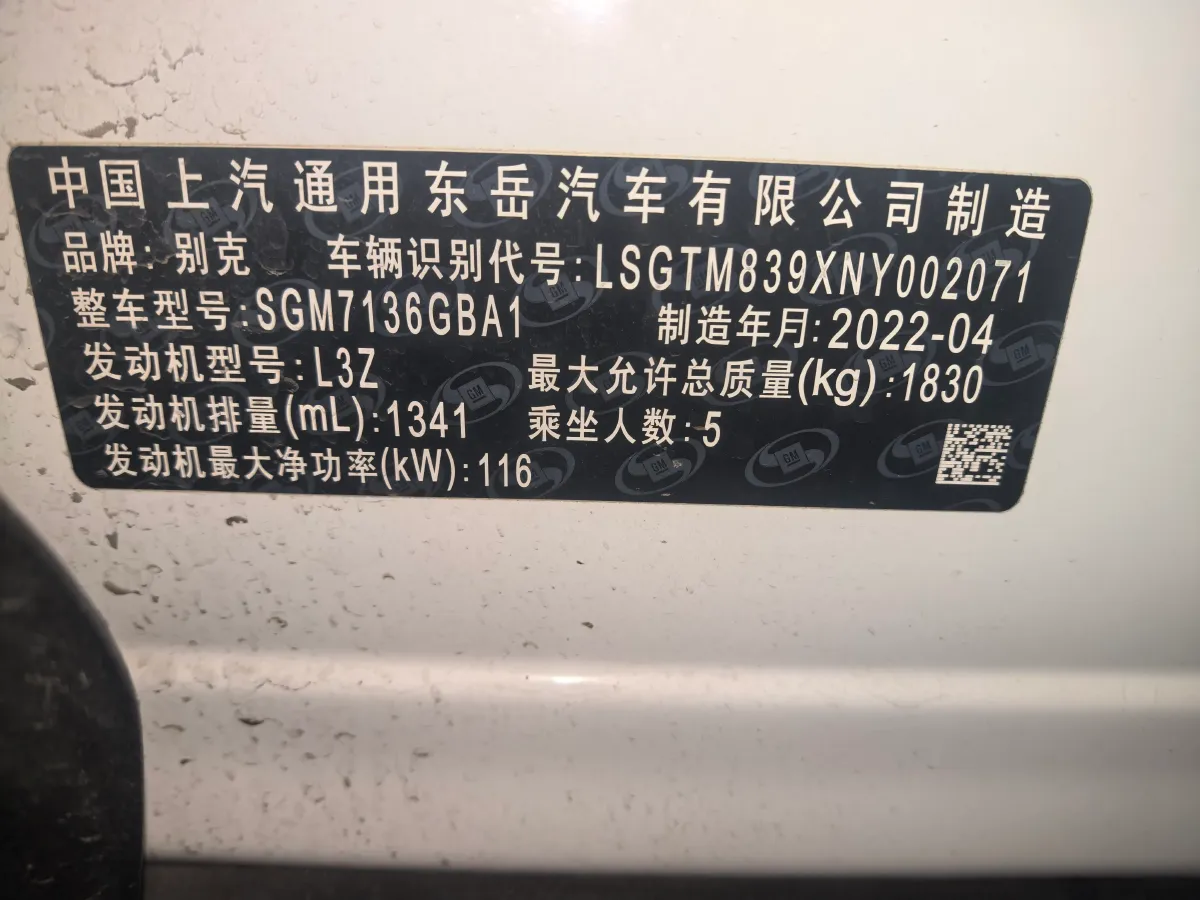 中国上汽通用东岳汽车有限公司制造
品牌: 别克 车辆识别代号:LSGTM839XNY002071
整车型号:SGM7136GBA1 制造年月:2022-04
发动机型号:L3Z 最大允许总质量(kg):1830
发动机排量(mL):1341 乘坐人数:5
发动机最大净功率(kW):116